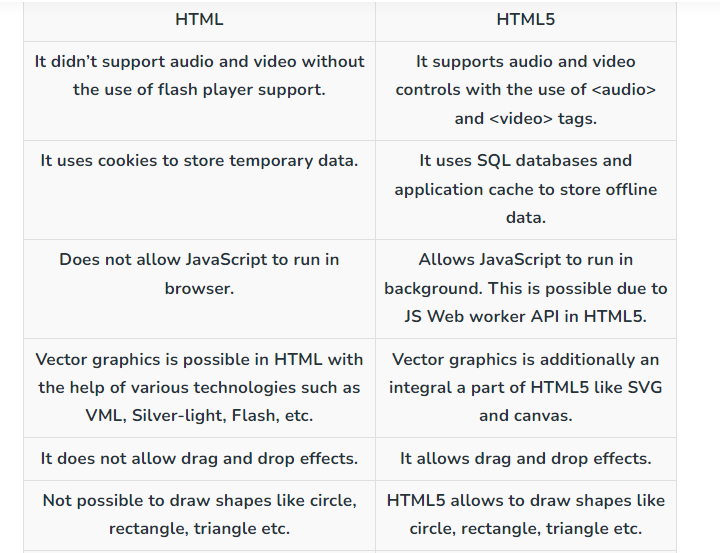 HTML
HTML5
It didn’t support audio and video without
the use of flash player support.
It supports audio and video
controls with the use of <audio>
and <video> tags.
It uses cookies to store temporary data.
It uses SQL databases and
application cache to store offline
data.
Does not allow JavaScript to run in
browser.
Allows JavaScript to run in
background. This is possible due to
JS Web worker API in HTML5.
Vector graphics is possible in HTML with
the help of various technologies such as
VML, Silver-light, Flash, etc.
Vector graphics is additionally an
integral a part of HTML5 like SVG
and canvas.
It does not allow drag and drop effects.
It allows drag and drop effects.
Not possible to draw shapes like circle,
rectangle, triangle etc.
HTML5 allows to draw shapes like
circle, rectangle, triangle etc.